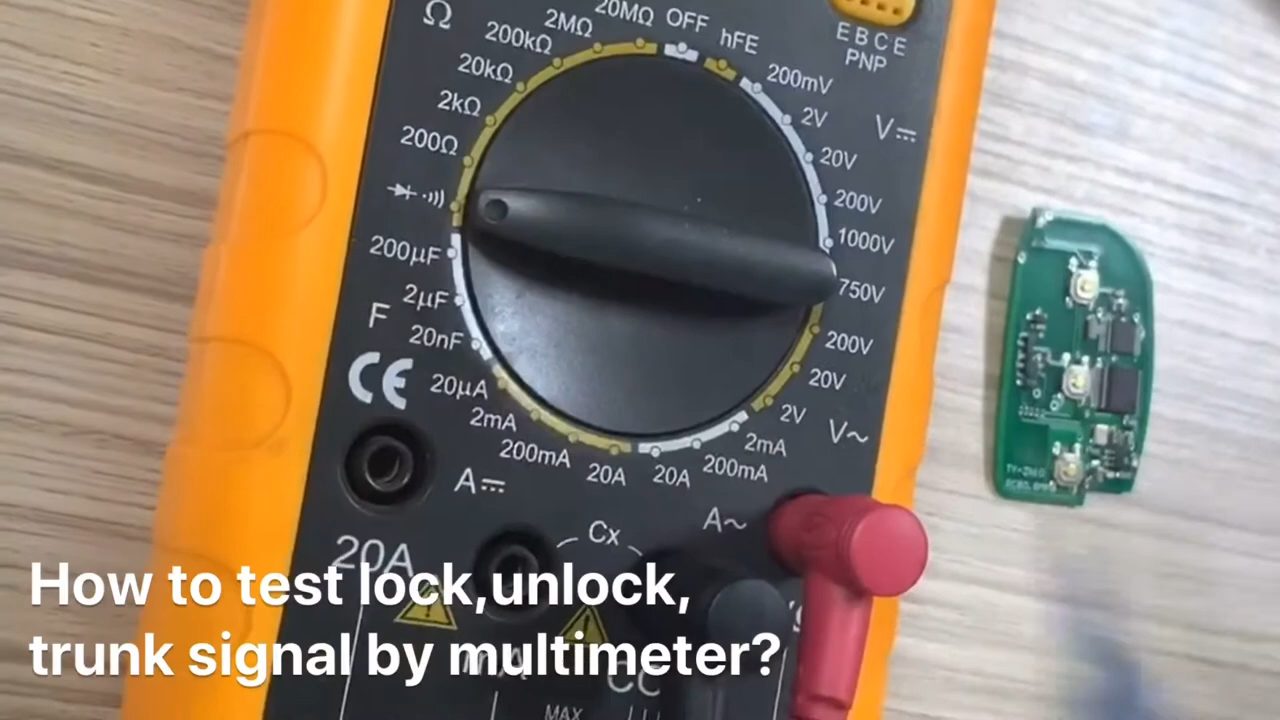 Ω
2MΩ
20MΩ
OFF
hFE
E B C E
PNP
200kΩ
20kΩ
2kΩ
200Ω
200mV
2V
V
20V
200V
1000V
200µF
2µF
F
20nF
CE
20µA
2mA
200mA
20A
750V
200V
20V
2V
V~
2mA
200mA
20A
A
A~
Cx
20A
How to test lock,unlock,
trunk signal by multimeter?
mA
MAX